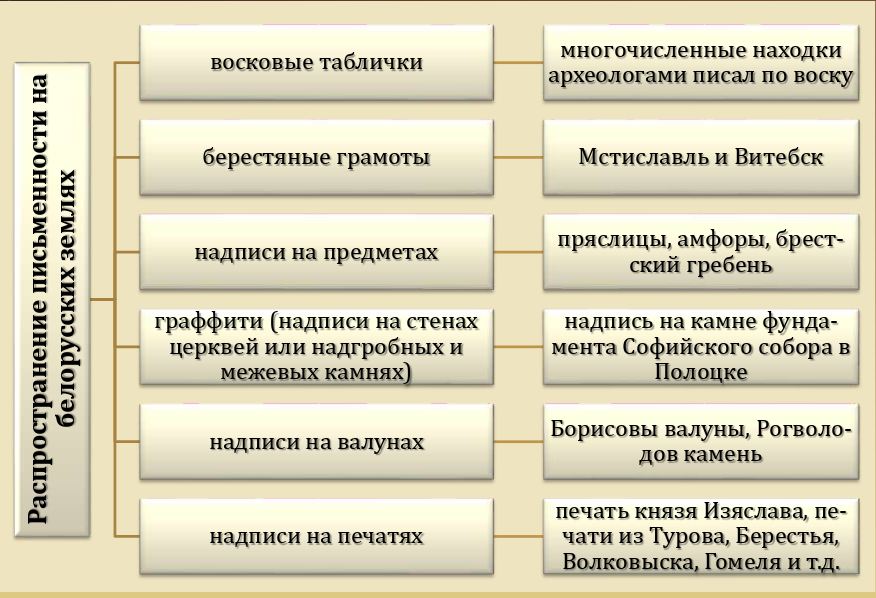 Распространение письменности на
белорусских землях
восковые таблички
многочисленные находки
археологами писал по воску
берестяные грамоты
Мстиславль и Витебск
надписи на предметах
пряслицы, амфоры, брест-
ский гребень
граффити (надписи на стенах
церквей или надгробных и
межевых камнях)
надпись на камне фунда-
мента Софийского собора в
Полоцке
надписи на валунах
Борисовы валуны, Рогволо-
дов камень
надписи на печатях
печать князя Изяслава, пе-
чати из Турова, Берестья,
Волковыска, Гомеля и т.д.